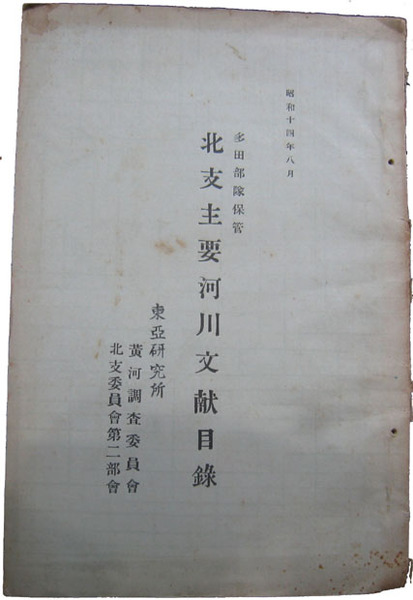 昭和十四年八月
多田部隊保管
北支主要河川文献目錄
東亞研究所
黃河調査委員會
北支委員會第二部會